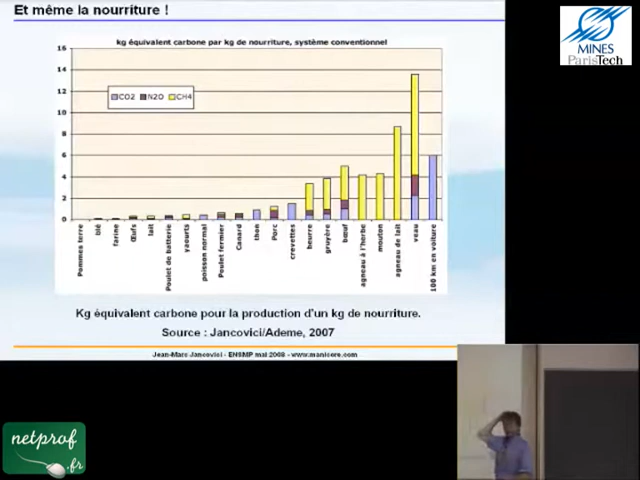 Et même la nourriture !
MINES
ParisTech
kg équivalent carbone par kg de nourriture, système conventionnel
16
14
12
10
8
6
4
2
0
CO2 N2O CH4
Pommes terre
blé
farine
Œufs
lait
Poulet de batterie
yaourts
poisson normal
Poulet fermier
Canard
thon
Porc
crevettes
beurre
gruyère
bœuf
agneau à l'herbe
mouton
agneau de lait
veau
100 km en voiture
Kg équivalent carbone pour la production d'un kg de nourriture.
Source : Jancovici/Ademe, 2007
Jean-Marc Jancovici - ENSMP mai 2008 - www.manicore.com
netprof
.fr